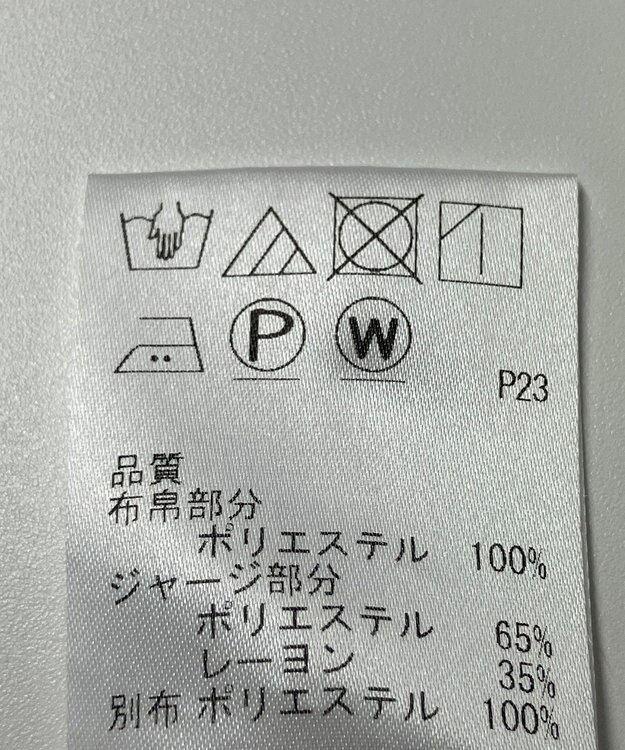 P W
P23
品質
布帛部分
ポリエステル 100%
ジャージ部分
ポリエステル 65%
レーヨン 35%
別布 ポリエステル 100%